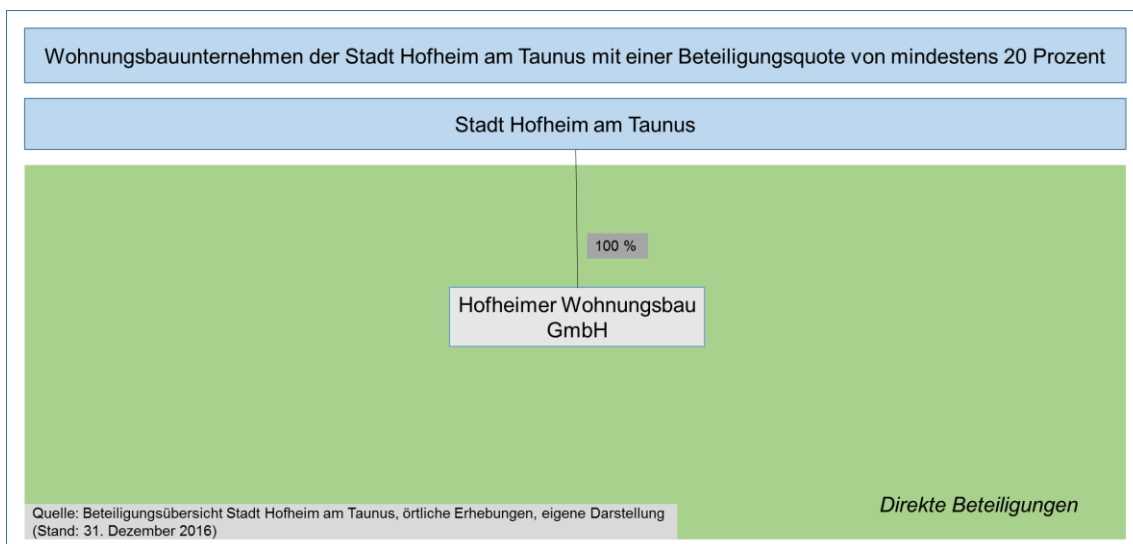 Wohnungsbauunternehmen der Stadt Hofheim am Taunus mit einer Beteiligungsquote von mindestens 20 Prozent
Stadt Hofheim am Taunus
100 %
Hofheimer Wohnungsbau
GmbH
Direkte Beteiligungen
Quelle: Beteiligungsübersicht Stadt Hofheim am Taunus, örtliche Erhebungen, eigene Darstellung
(Stand: 31. Dezember 2016)